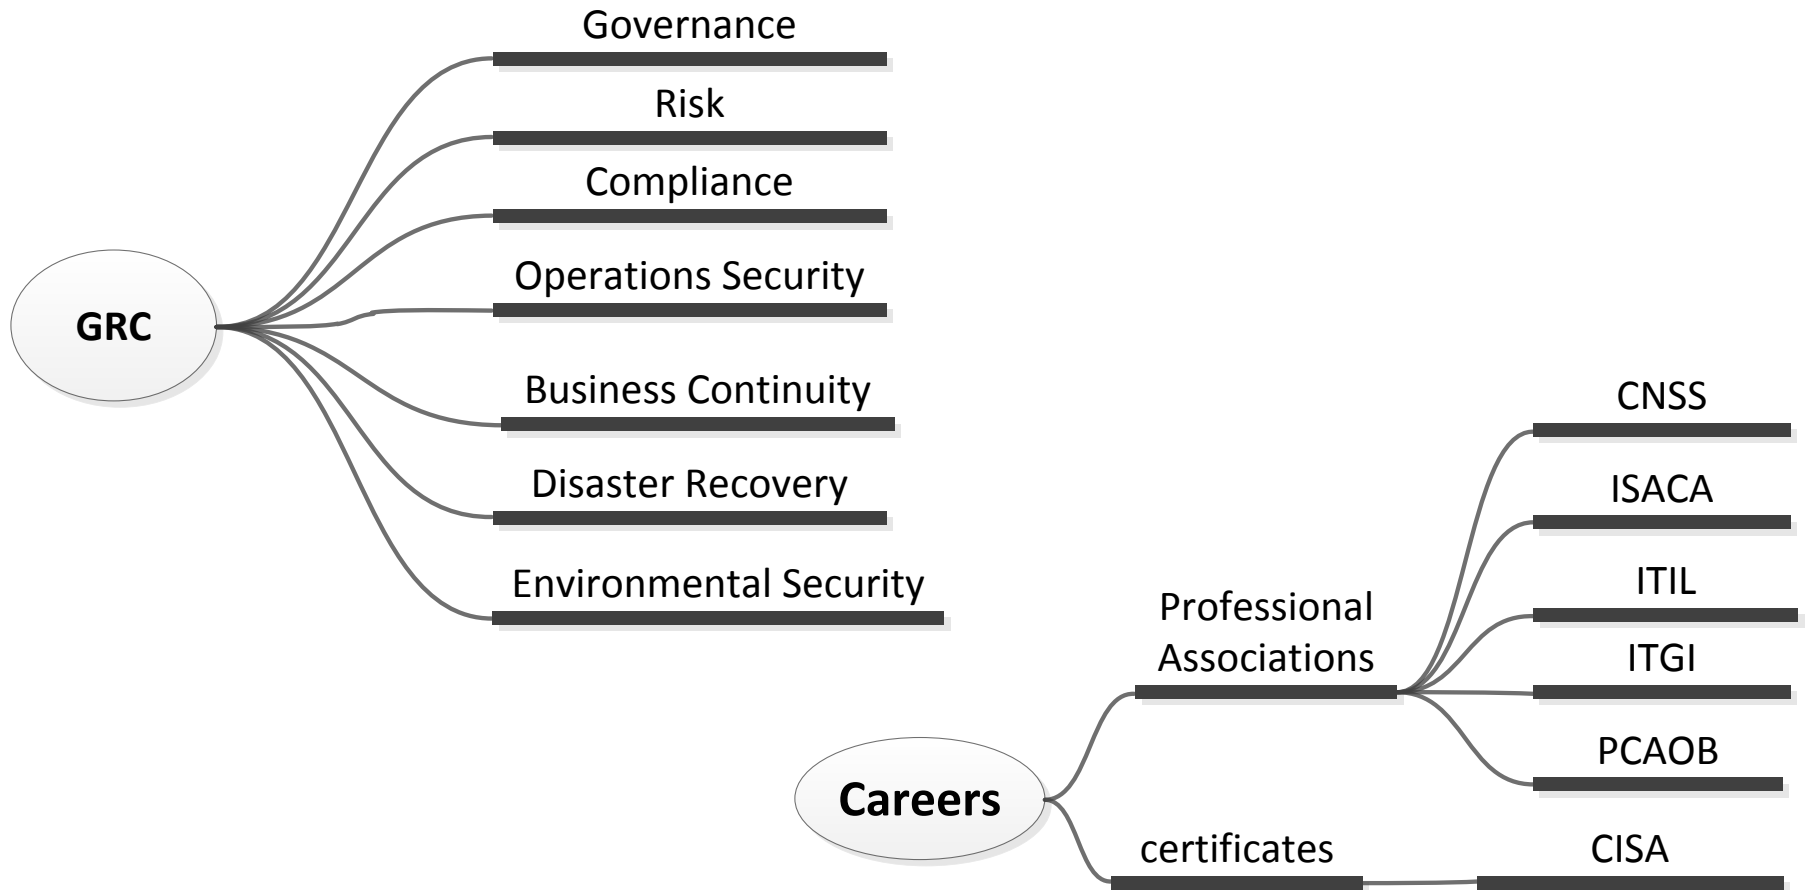 Governance
Risk
Compliance
Operations Security
GRC
Business Continuity
Disaster Recovery
Environmental Security
CNSS
ISACA
ITIL
Professional
Associations
ITGI
PCAOB
Careers
certificates
CISA